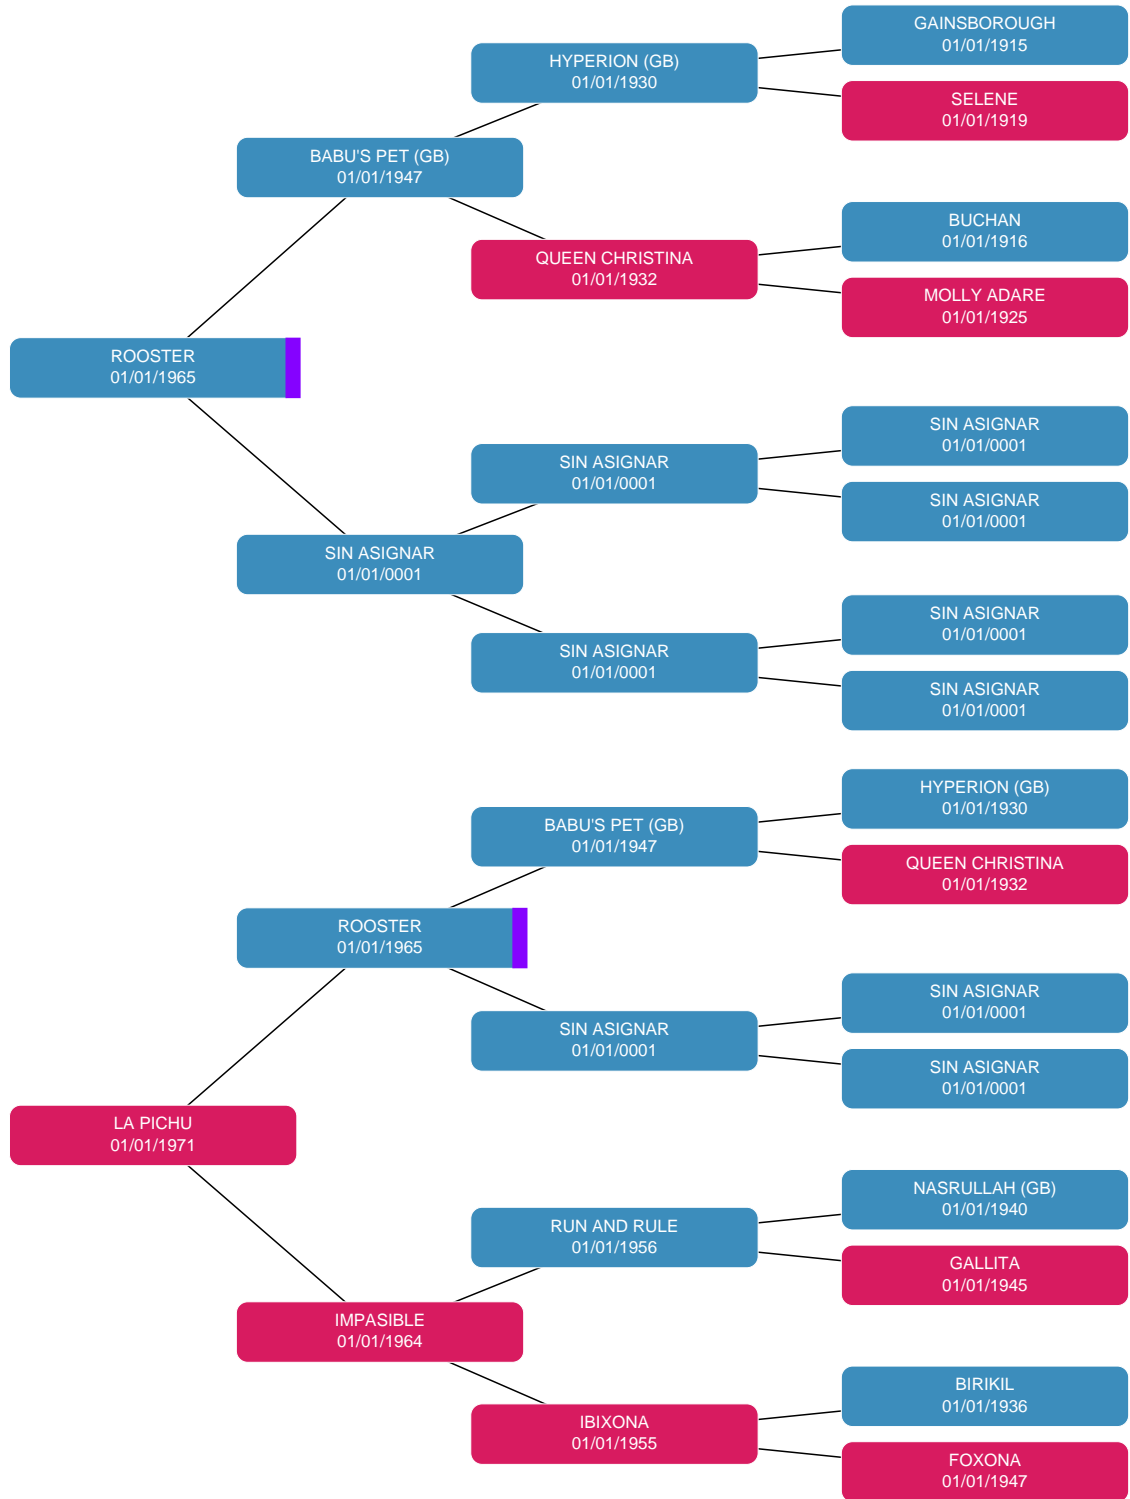 GAINSBOROUGH
01/01/1915
HYPERION (GB)
01/01/1930
SELENE
01/01/1919
BABU'S PET (GB)
01/01/1947
BUCHAN
01/01/1916
QUEEN CHRISTINA
01/01/1932
MOLLY ADARE
01/01/1925
ROOSTER
01/01/1965
SIN ASIGNAR
01/01/0001
SIN ASIGNAR
01/01/0001
SIN ASIGNAR
01/01/0001
SIN ASIGNAR
01/01/0001
SIN ASIGNAR
01/01/0001
SIN ASIGNAR
01/01/0001
SIN ASIGNAR
01/01/0001
HYPERION (GB)
01/01/1930
BABU'S PET (GB)
01/01/1947
QUEEN CHRISTINA
01/01/1932
ROOSTER
01/01/1965
SIN ASIGNAR
01/01/0001
SIN ASIGNAR
01/01/0001
SIN ASIGNAR
01/01/0001
LA PICHU
01/01/1971
NASRULLAH (GB)
01/01/1940
RUN AND RULE
01/01/1956
GALLITA
01/01/1945
IMPASIBLE
01/01/1964
BIRIKIL
01/01/1936
IBIXONA
01/01/1955
FOXONA
01/01/1947